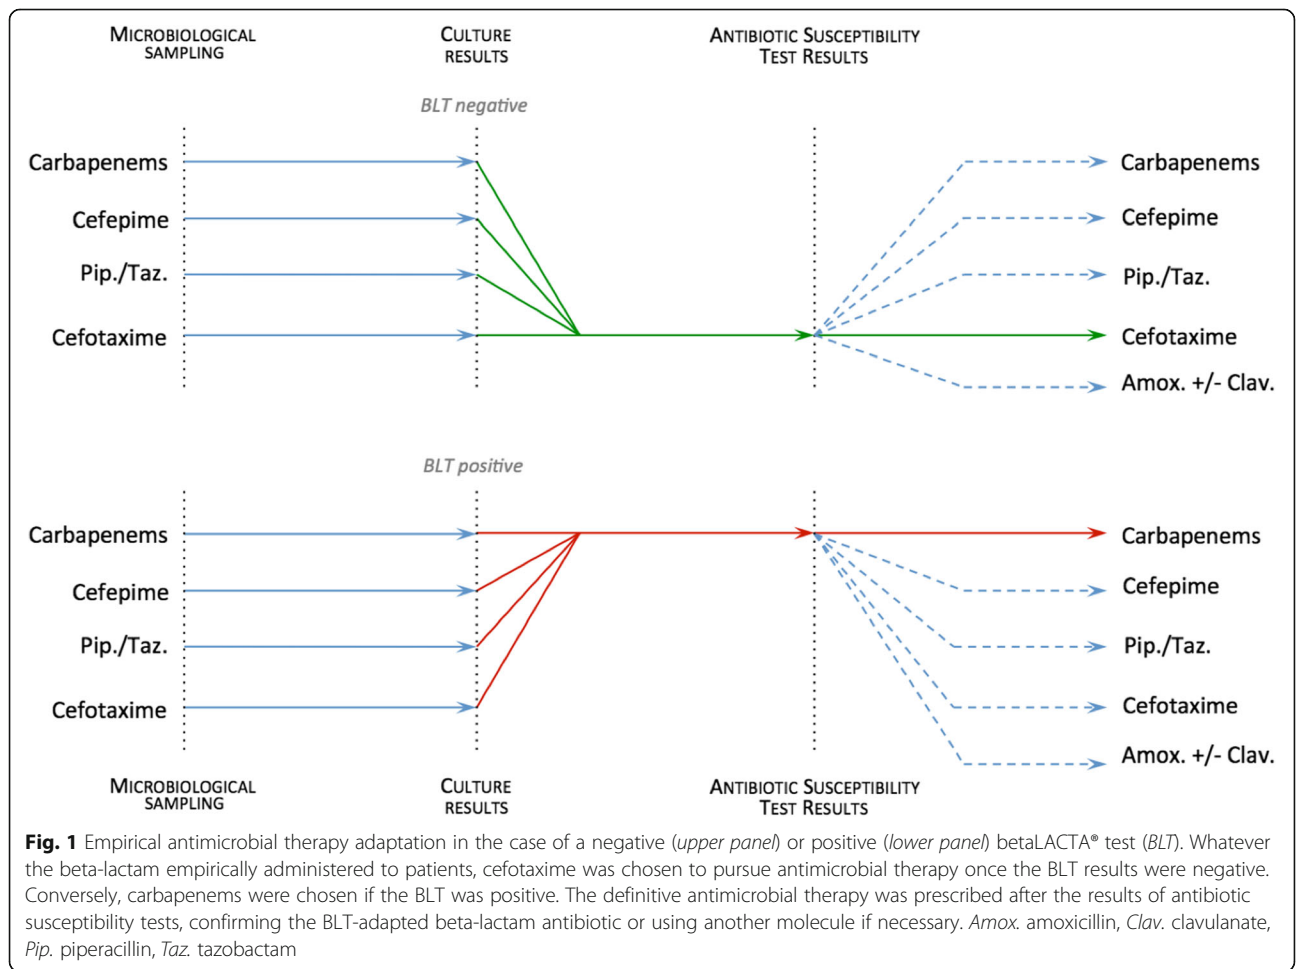 MICROBIOLOGICAL SAMPLING
CULTURE RESULTS
ANTIBIOTIC SUSCEPTIBILITY TEST RESULTS
BLT negative
Carbapenems
Cefepime
Pip./Taz.
Cefotaxime
Carbapenems
Cefepime
Pip./Taz.
Cefotaxime
Amox. +/- Clav.
BLT positive
Carbapenems
Cefepime
Pip./Taz.
Cefotaxime
Carbapenems
Cefepime
Pip./Taz.
Cefotaxime
Amox. +/- Clav.
MICROBIOLOGICAL SAMPLING
CULTURE RESULTS
ANTIBIOTIC SUSCEPTIBILITY TEST RESULTS
Fig. 1 Empirical antimicrobial therapy adaptation in the case of a negative (upper panel) or positive (lower panel) betaLACTA® test (BLT). Whatever
the beta-lactam empirically administered to patients, cefotaxime was chosen to pursue antimicrobial therapy once the BLT results were negative.
Conversely, carbapenems were chosen if the BLT was positive. The definitive antimicrobial therapy was prescribed after the results of antibiotic
susceptibility tests, confirming the BLT-adapted beta-lactam antibiotic or using another molecule if necessary. Amox. amoxicillin, Clav. clavulanate,
Pip. piperacillin, Taz. tazobactam